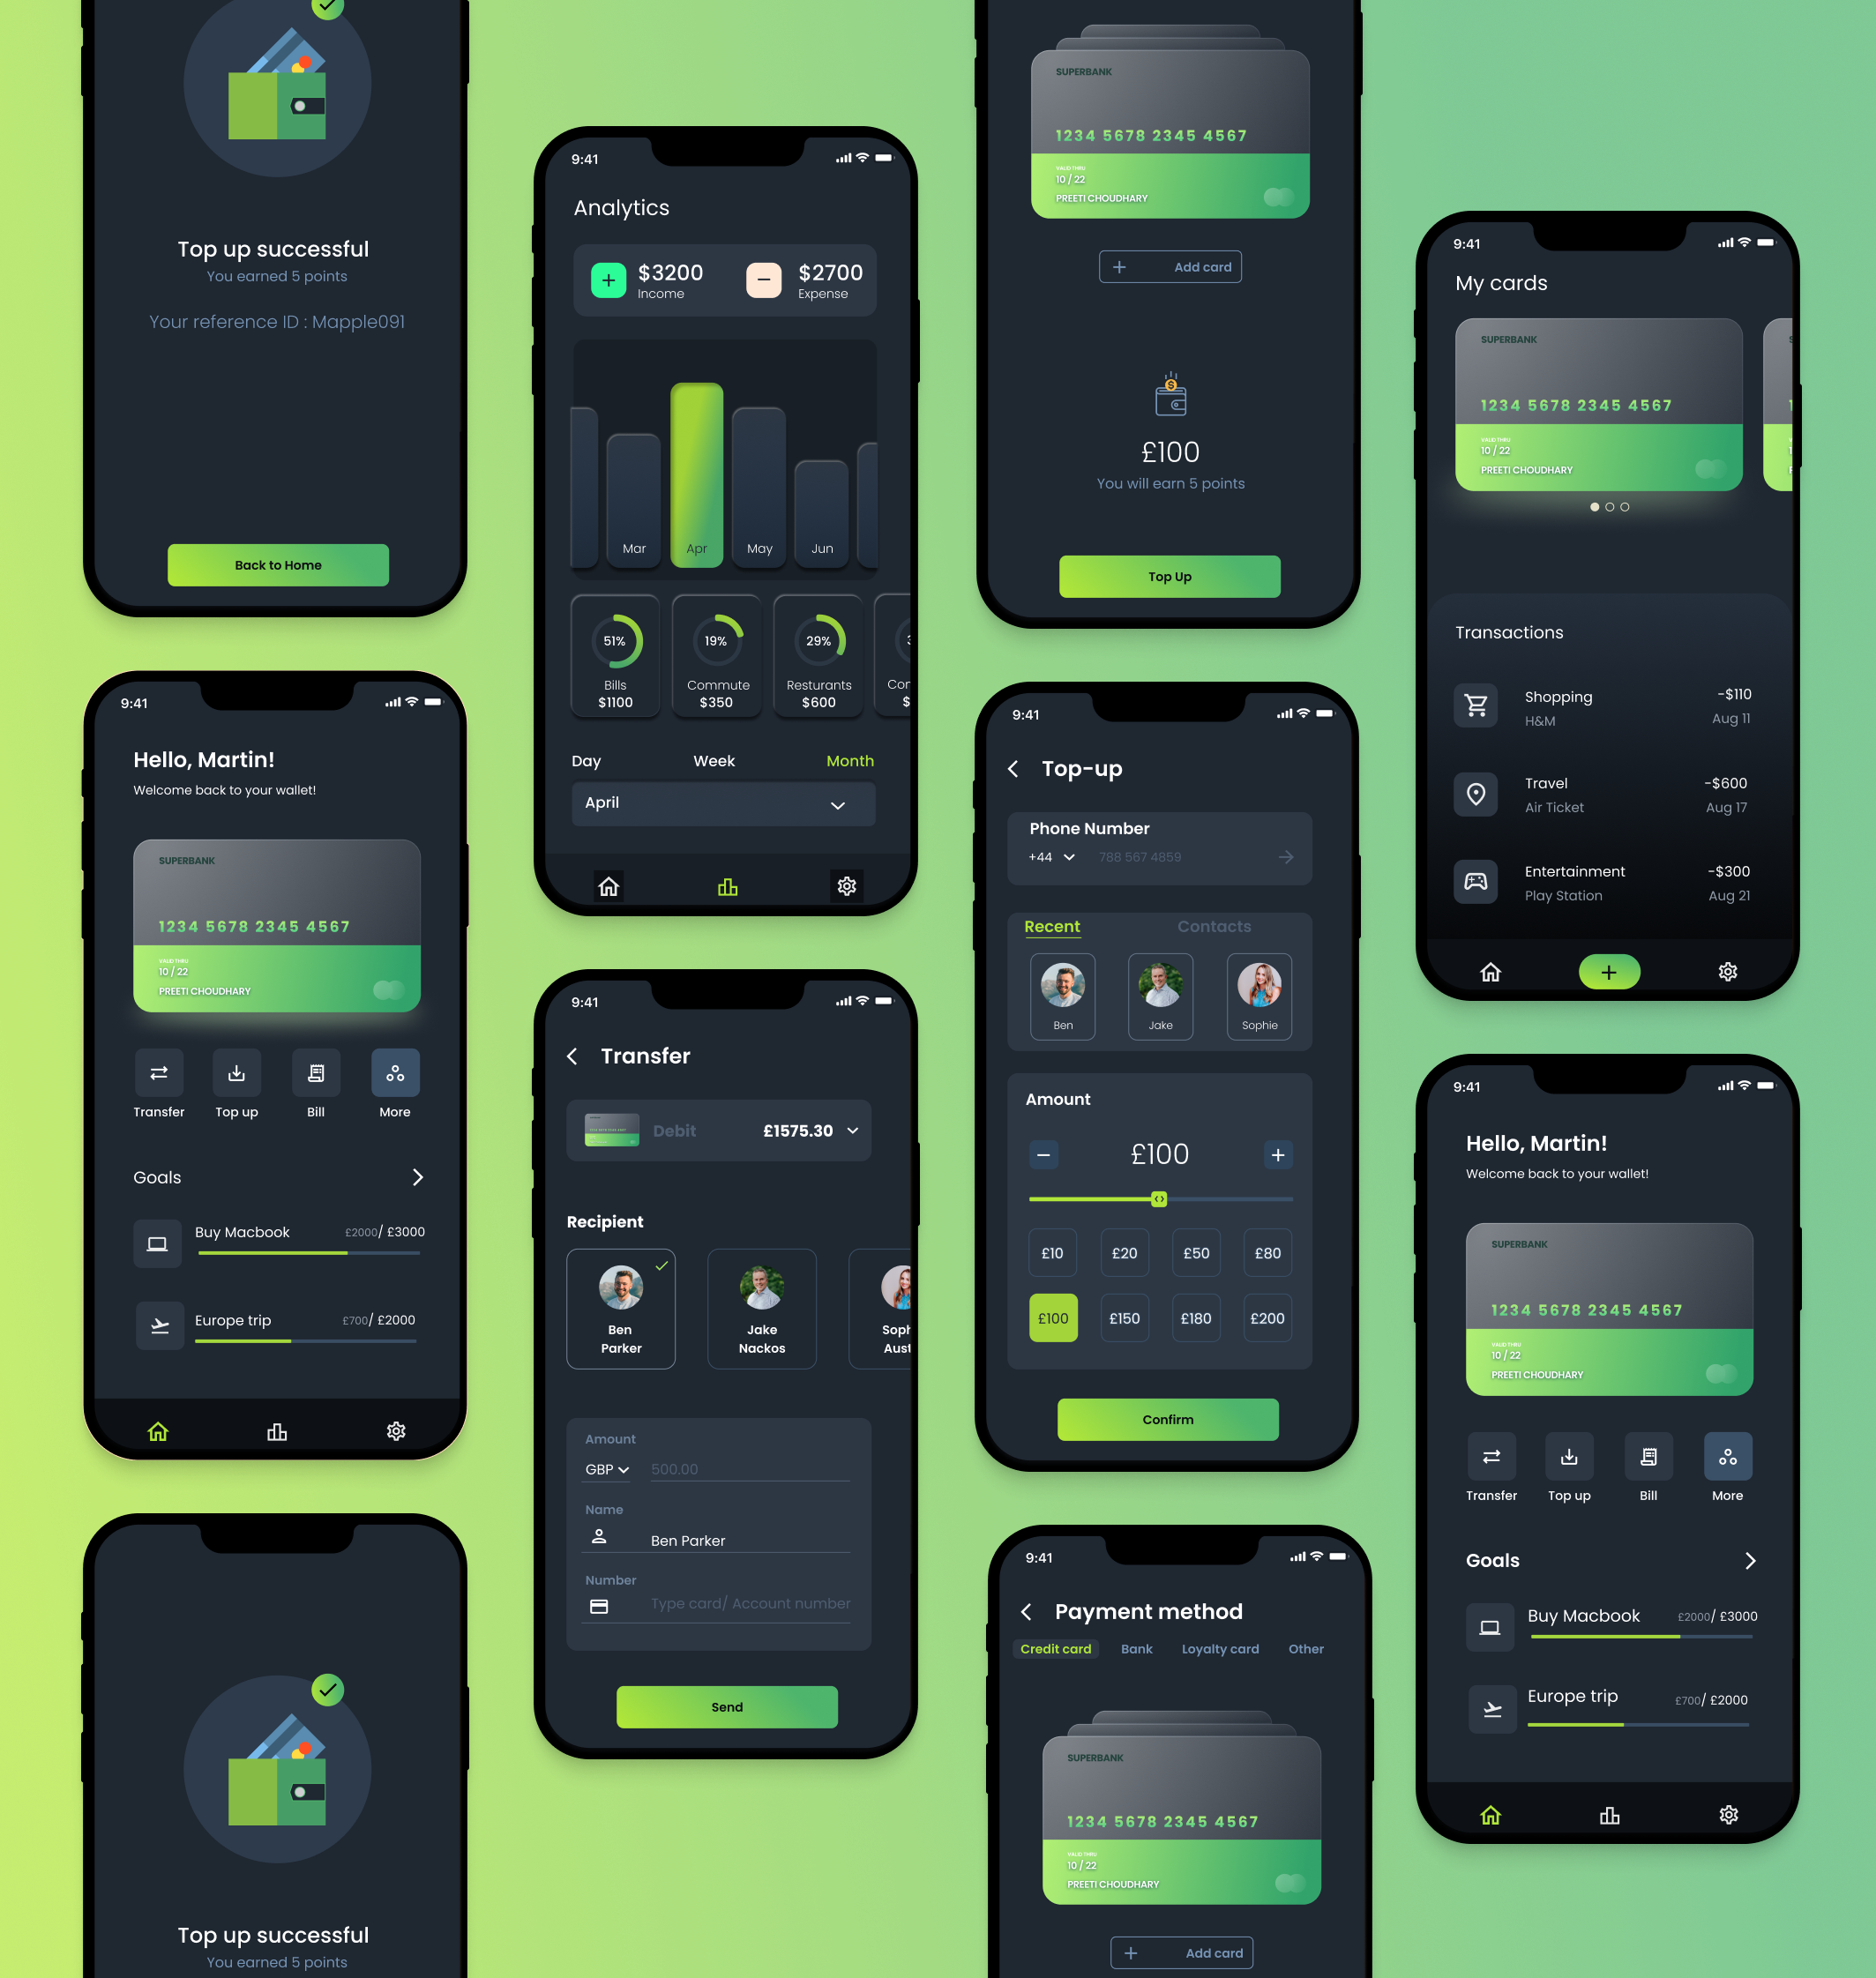 Top up successful
You earned 5 points
Your reference ID : Mapple091
Back to Home
9:41
Hello, Martin!
Welcome back to your wallet!
SUPERBANK
1234 5678 2345 4567
VALID THRU
10 / 22
PREETI CHOUDHARY
Transfer Top up Bill More
Goals
Buy Macbook £2000/ £3000
Europe trip £700/ £2000
Top up successful
You earned 5 points
9:41
Analytics
$3200 $2700
Income Expense
Mar Apr May Jun
51% 19% 29% 3
Bills Commute Resturants Cor
$1100 $350 $600 $
Day Week Month
April
9:41
Transfer
Debit £1575.30
Recipient
Ben Jake Soph
Parker Nackos Aust
Amount
GBP 500.00
Name
Ben Parker
Number
Type card/ Account number
Send
SUPERBANK
1234 5678 2345 4567
VALID THRU
10 / 22
PREETI CHOUDHARY
+ Add card
$
£100
You will earn 5 points
Top Up
9:41
Top-up
Phone Number
+44 788 567 4859
Recent Contacts
Ben Jake Sophie
Amount
£100
£10 £20 £50 £80
£100 £150 £180 £200
Confirm
9:41
Payment method
Credit card Bank Loyalty card Other
SUPERBANK
1234 5678 2345 4567
VALID THRU
10 / 22
PREETI CHOUDHARY
+ Add card
9:41
My cards
SUPERBANK S
1234 5678 2345 4567 1
VALID THRU
10 / 22 1
PREETI CHOUDHARY P
Transactions
Shopping -$110
H&M Aug 11
Travel -$600
Air Ticket Aug 17
Entertainment -$300
Play Station Aug 21
9:41
Hello, Martin!
Welcome back to your wallet!
SUPERBANK
1234 5678 2345 4567
VALID THRU
10 / 22
PREETI CHOUDHARY
Transfer Top up Bill More
Goals
Buy Macbook £2000/ £3000
Europe trip £700/ £2000